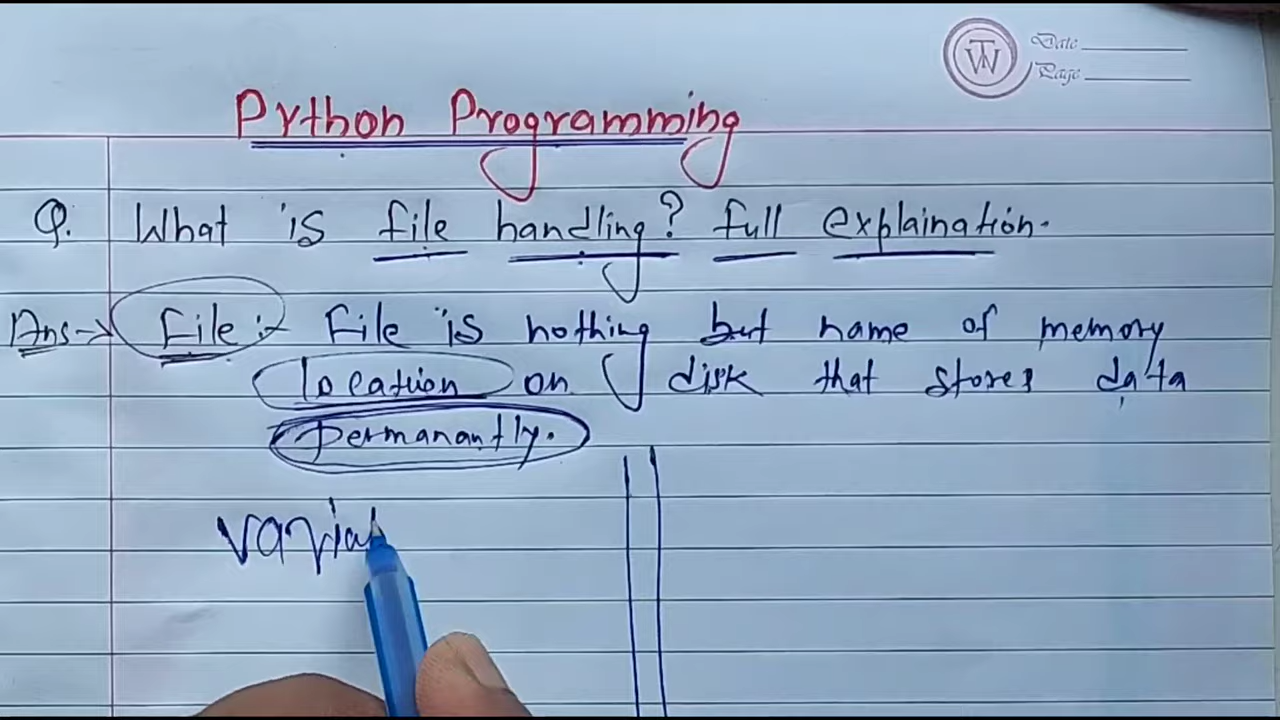 Date
Page
Python Programming
Q. What is file handling? full explaination.
Ans→ File:- File is nothing but name of memory
location on disk that stores data
permanantly.
variab